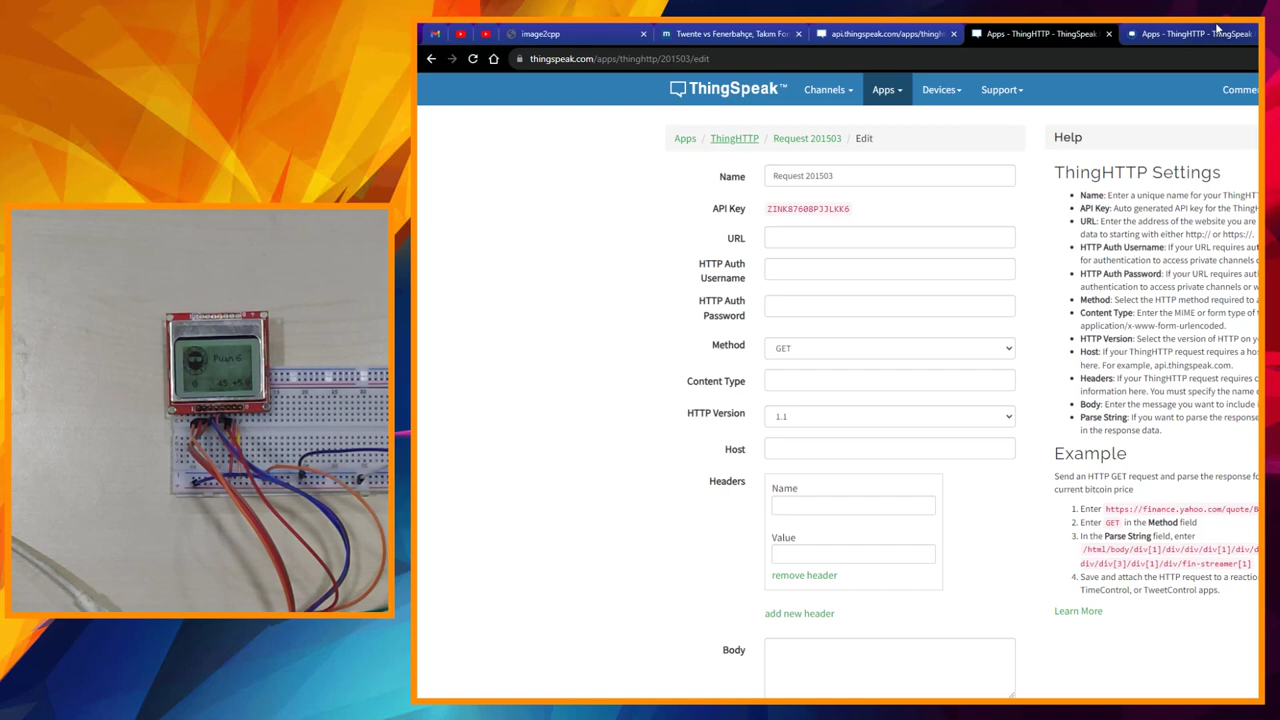 image2cpp
Twente vs Fenerbahçe, Takım For
api.thingspeak.com/apps/thingh
Apps - ThingHTTP - ThingSpeak
Apps - ThingHTTP - ThingSpeak
thingspeak.com/apps/thinghttp/201503/edit
ThingSpeak™
Channels
Apps
Devices
Support
Comme
Apps / ThingHTTP / Request 201503 / Edit
Name
Request 201503
API Key
ZINK87608PJJLKK6
URL
HTTP Auth
Username
HTTP Auth
Password
Method
GET
Content Type
HTTP Version
1.1
Host
Headers
Name
Value
remove header
add new header
Body
Help
ThingHTTP Settings
Name: Enter a unique name for your ThingHT
API Key: Auto generated API key for the Thing
URL: Enter the address of the website you are
data to starting with either http:// or https://.
HTTP Auth Username: If your URL requires au
for authentication to access private channels
HTTP Auth Password: If your URL requires aut
authentication to access private channels or w
Method: Select the HTTP method required to a
Content Type: Enter the MIME or form type of
application/x-www-form-urlencoded.
HTTP Version: Select the version of HTTP on y
Host: If your ThingHTTP request requires a ho
here. For example, api.thingspeak.com.
Headers: If your ThingHTTP request requires c
information here. You must specify the name
Body: Enter the message you want to include
Parse String: If you want to parse the response
in the response data.
Example
Send an HTTP GET request and parse the response fo
current bitcoin price
1. Enter https://finance.yahoo.com/quote/B
2. Enter GET in the Method field
3. In the Parse String field, enter
/html/body/div[1]/div/div/div[1]/div/d
div/div[3]/div[1]/div/fin-streamer[1]
4. Save and attach the HTTP request to a reactio
TimeControl, or TweetControl apps.
Learn More